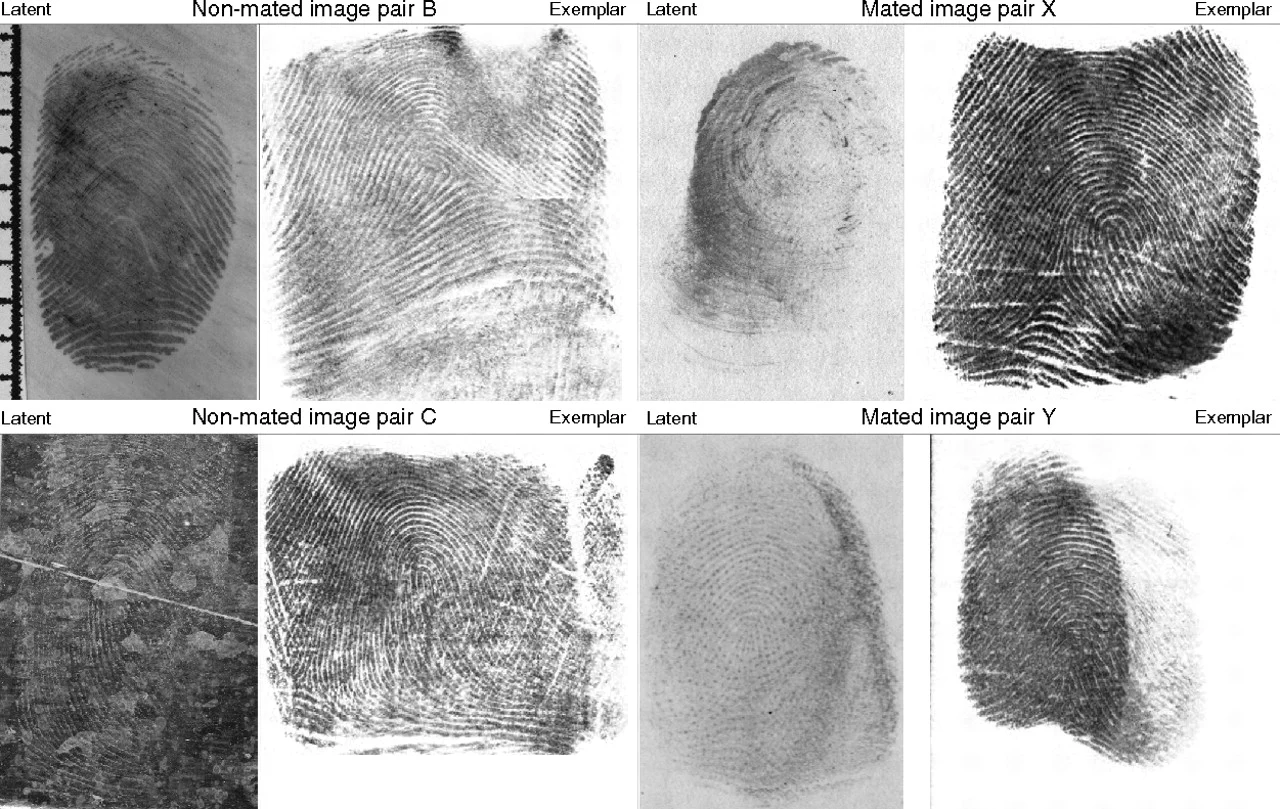 Latent Non-mated image pair B Exemplar
Latent Mated image pair X Exemplar
Latent Non-mated image pair C Exemplar
Latent Mated image pair Y Exemplar